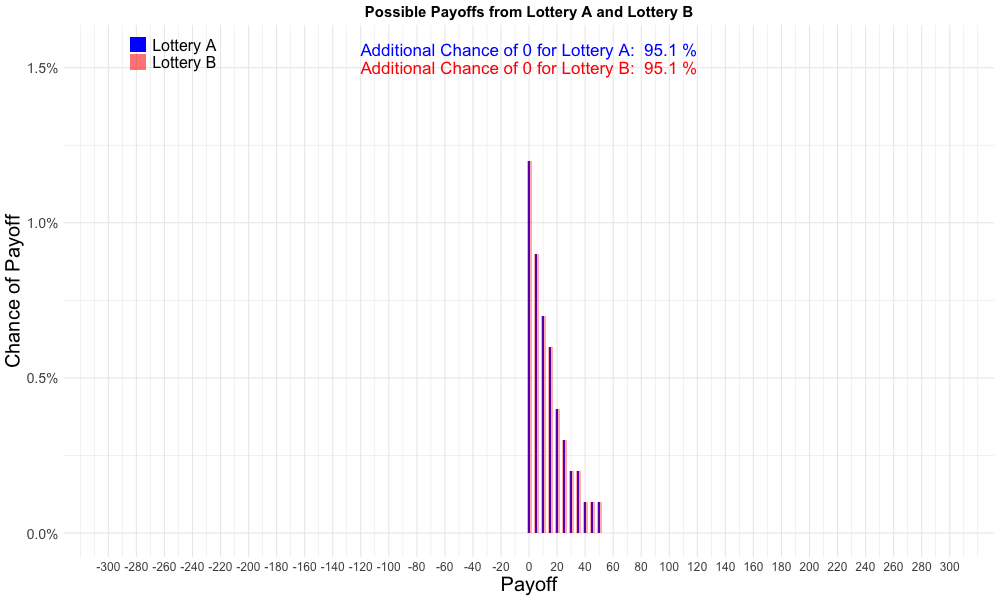 Possible Payoffs from Lottery A and Lottery B
Lottery A
Lottery B
Additional Chance of 0 for Lottery A:  95.1 %
Additional Chance of 0 for Lottery B:  95.1 %
Chance of Payoff
1.5%
1.0%
0.5%
0.0%
-300 -280 -260 -240 -220 -200 -180 -160 -140 -120 -100 -80 -60 -40 -20 0 20 40 60 80 100 120 140 160 180 200 220 240 260 280 300
Payoff